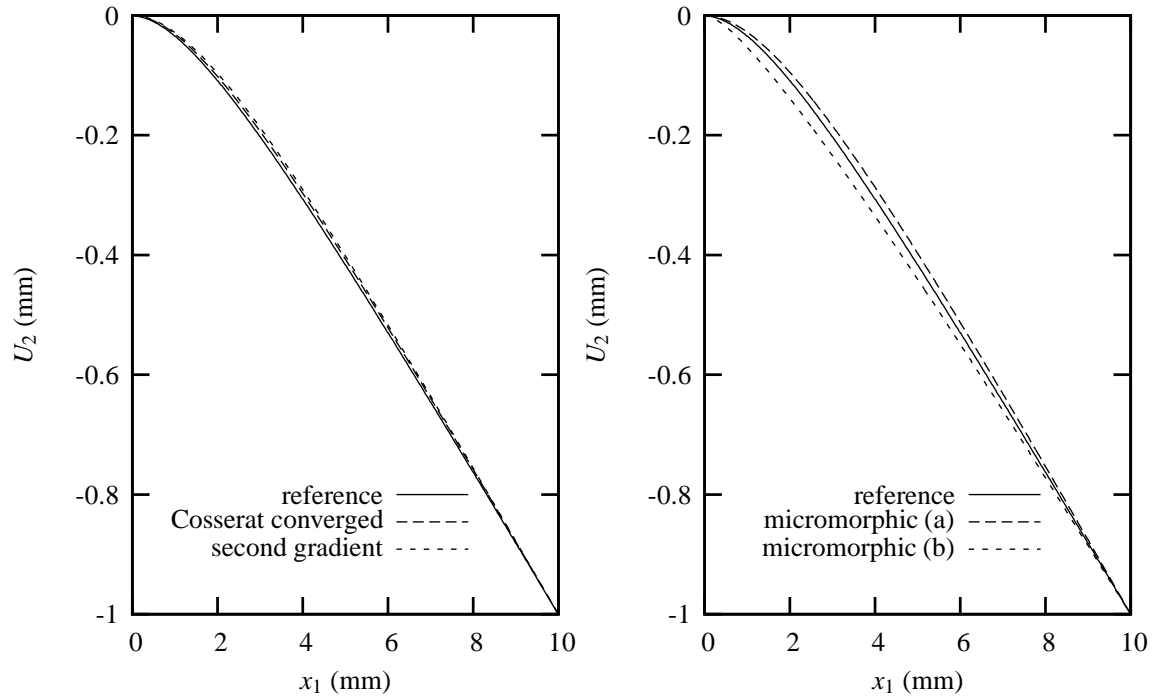 0
-0.2
-0.4
-0.6
-0.8
-1
0 2 4 6 8 10
U2 (mm)
x1 (mm)
reference
Cosserat converged
second gradient
0
-0.2
-0.4
-0.6
-0.8
-1
0 2 4 6 8 10
U2 (mm)
x1 (mm)
reference
micromorphic (a)
micromorphic (b)